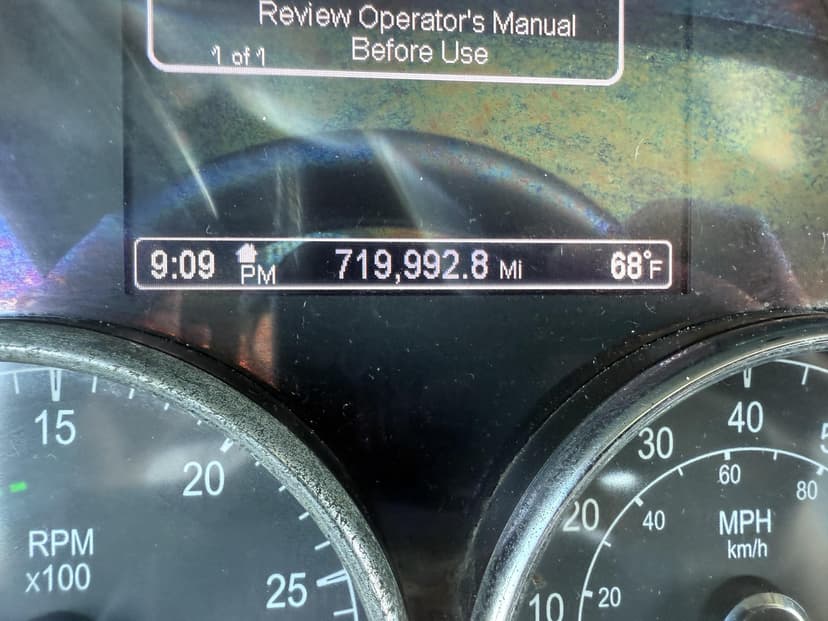 Review Operator's Manual
Before Use
1 of 1
9:09 PM 719,992.8 Mi 68°F
15
20
25
RPM
x100
10
20
30
40
20
40
60
80
MPH
km/h